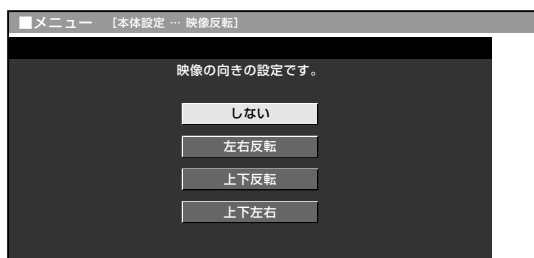 ■メニュー [本体設定 … 映像反転]
映像の向きの設定です。
しない
左右反転
上下反転
上下左右